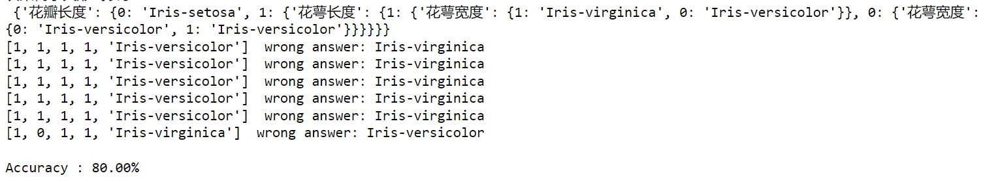 {'花瓣长度': {0: 'Iris-setosa', 1: {'花萼长度': {1: {'花萼宽度': {1: 'Iris-virginica', 0: 'Iris-versicolor'}}, 0: {'花萼宽度':
{0: 'Iris-versicolor', 1: 'Iris-versicolor'}}}}}}
[1, 1, 1, 1, 'Iris-versicolor']  wrong answer: Iris-virginica
[1, 1, 1, 1, 'Iris-versicolor']  wrong answer: Iris-virginica
[1, 1, 1, 1, 'Iris-versicolor']  wrong answer: Iris-virginica
[1, 1, 1, 1, 'Iris-versicolor']  wrong answer: Iris-virginica
[1, 1, 1, 1, 'Iris-versicolor']  wrong answer: Iris-virginica
[1, 0, 1, 1, 'Iris-virginica']  wrong answer: Iris-versicolor
Accuracy : 80.00%